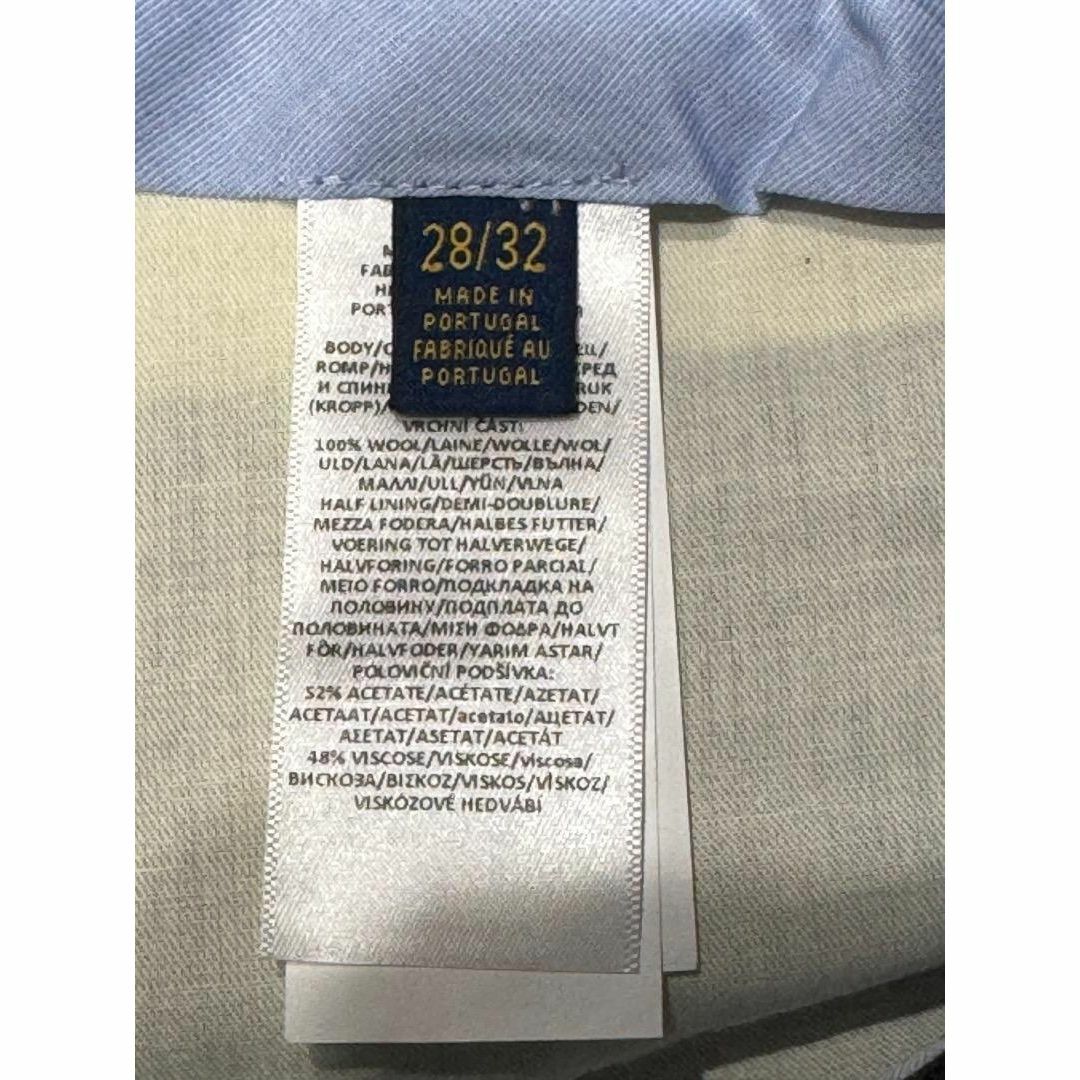 28/32
MADE IN
PORTUGAL
FABRIQUÉ AU
PORTUGAL
BODY/
ROMP/
И
(KROPP)/
VRCHNÍ ČÁST:
100% WOOL/LAINE/WOLLE/WOL/
ULD/LANA/LÃ/ШЕРСТЬ/ВЪЛНА/
ΜΑΛΛΙ/ULL/YÜN/VLNA
HALF LINING/DEMI-DOUBLURE/
MEZZA FODERA/HALBES FUTTER/
VOERING TOT HALVERWEGE/
HALVFORING/FORRO PARCIAL/
MEIO FORRO/ПОДКЛАДКА НА
ПОЛОВИНУ/ПОДПЛАТА ДО
ПОЛОВИНАТА/ΜΙΣΗ ΦΟΔΡΑ/HALVT
FÔR/HALVFODER/YARIM ASTAR/
POLOVIČNÍ PODŠÍVKA:
52% ACETATE/ACÉTATE/AZETAT/
ACETAAT/ACETAT/acetato/АЦЕТАТ/
ΑΣΕΤΑΤ/ASETAT/ACETÁT
48% VISCOSE/VISKOSE/viscosa/
ВИСКОЗА/ΒΙΣΚΟΖ/VISKOS/VİSKOZ/
VISKÓZOVÉ HEDVÁBÍ